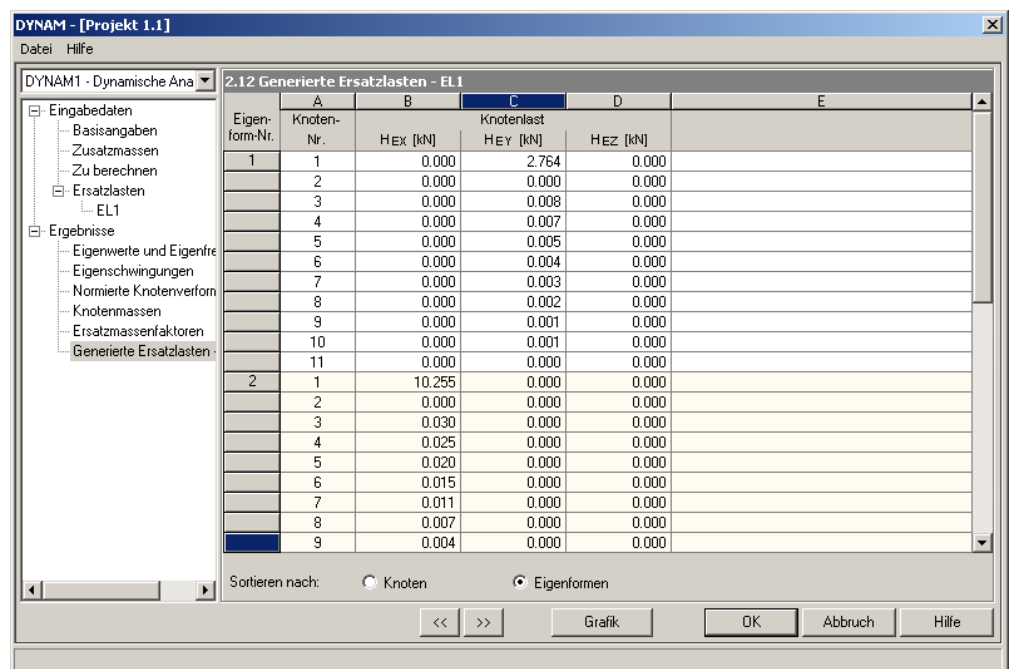 DYNAM - [Projekt 1.1]
Datei Hilfe
DYNAM1 - Dynamische Ana
Eingabedaten
Basisangaben
Zusatzmassen
Zu berechnen
Ersatzlasten
EL1
Ergebnisse
Eigenwerte und Eigenfre
Eigenschwingungen
Normierte Knotenverform
Knotenmassen
Ersatzmassenfaktoren
Generierte Ersatzlasten -
2.12 Generierte Ersatzlasten - EL1
A B C D E
Eigen- Knoten- Knotenlast
form-Nr. Nr. HEX [kN] HEY [kN] HEZ [kN]
1 1 0.000 2.764 0.000
2 0.000 0.000 0.000
3 0.000 0.008 0.000
4 0.000 0.007 0.000
5 0.000 0.005 0.000
6 0.000 0.004 0.000
7 0.000 0.003 0.000
8 0.000 0.002 0.000
9 0.000 0.001 0.000
10 0.000 0.001 0.000
11 0.000 0.000 0.000
2 1 10.255 0.000 0.000
2 0.000 0.000 0.000
3 0.030 0.000 0.000
4 0.025 0.000 0.000
5 0.020 0.000 0.000
6 0.015 0.000 0.000
7 0.011 0.000 0.000
8 0.007 0.000 0.000
9 0.004 0.000 0.000
Sortieren nach: Knoten Eigenformen
<< >> Grafik OK Abbruch Hilfe